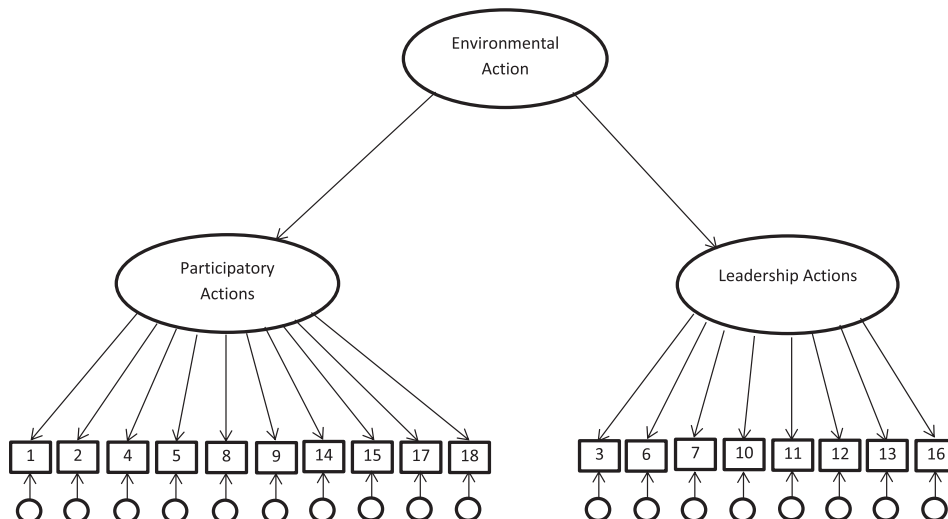 Environmental
Action
Participatory
Actions
Leadership Actions
1 2 4 5 8 9 14 15 17 18
3 6 7 10 11 12 13 16